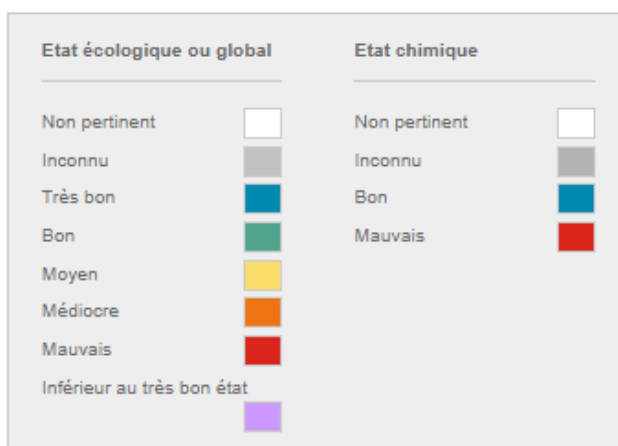 Etat écologique ou global
Non pertinent
Inconnu
Très bon
Bon
Moyen
Médiocre
Mauvais
Inférieur au très bon état
Etat chimique
Non pertinent
Inconnu
Bon
Mauvais